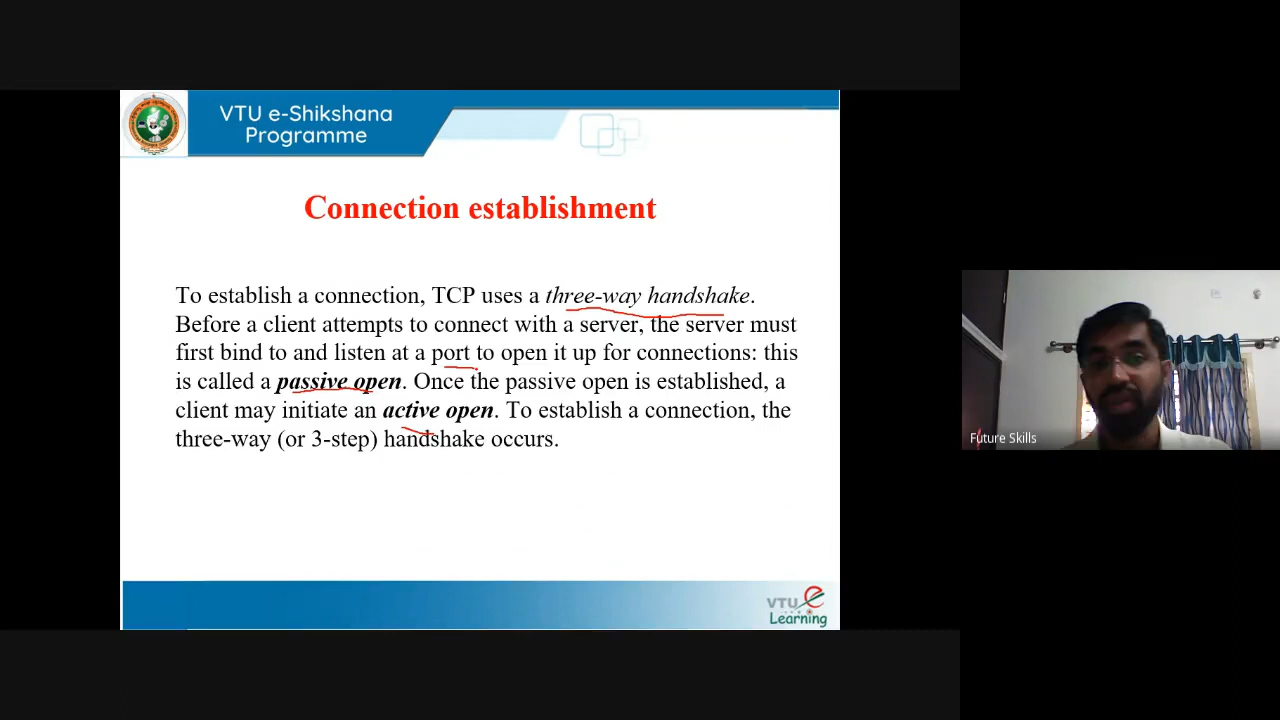 VTU e-Shikshana
Programme
Connection establishment
To establish a connection, TCP uses a three-way handshake.
Before a client attempts to connect with a server, the server must
first bind to and listen at a port to open it up for connections: this
is called a passive open. Once the passive open is established, a
client may initiate an active open. To establish a connection, the
three-way (or 3-step) handshake occurs.
Future Skills
VTU e
Learning